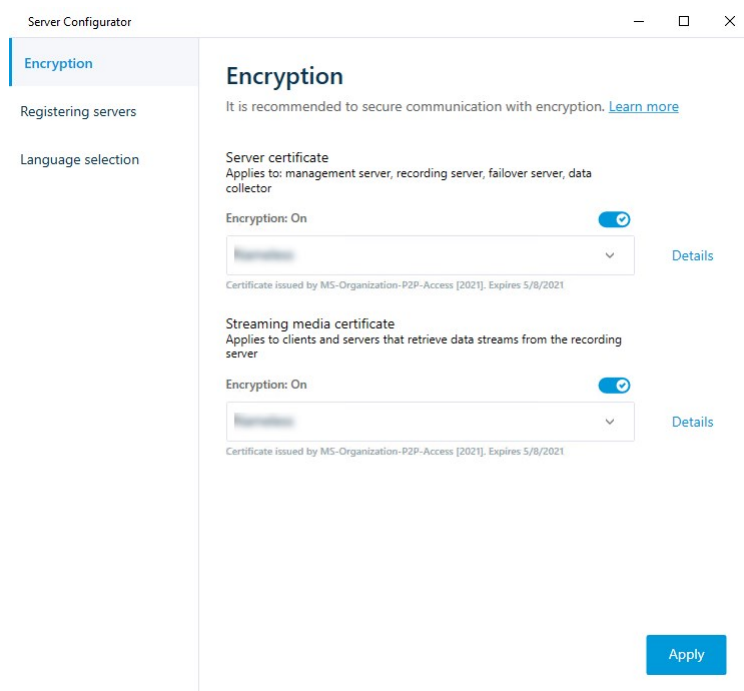 Server Configurator
Encryption
Registering servers
Language selection
Encryption
It is recommended to secure communication with encryption. Learn more
Server certificate
Applies to: management server, recording server, failover server, data
collector
Encryption: On
Details
Certificate issued by MS-Organization-P2P-Access [2021]. Expires 5/8/2021
Streaming media certificate
Applies to clients and servers that retrieve data streams from the recording
server
Encryption: On
Details
Certificate issued by MS-Organization-P2P-Access [2021]. Expires 5/8/2021
Apply